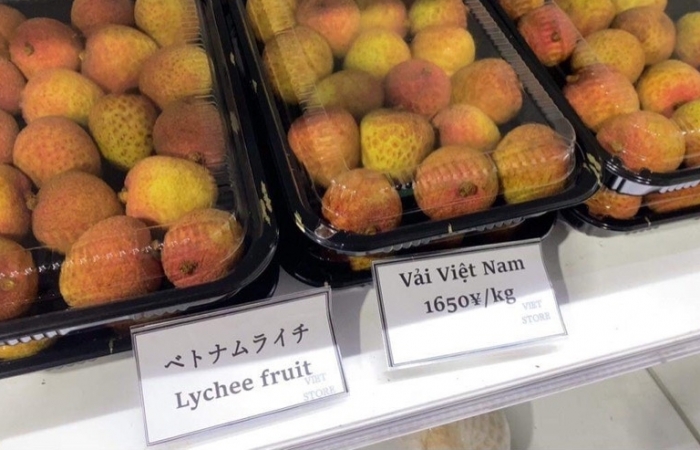 ベトナムライチ
Lychee fruit
VIET
STORE
Vải Việt Nam
1650¥/kg
VIET
STORE